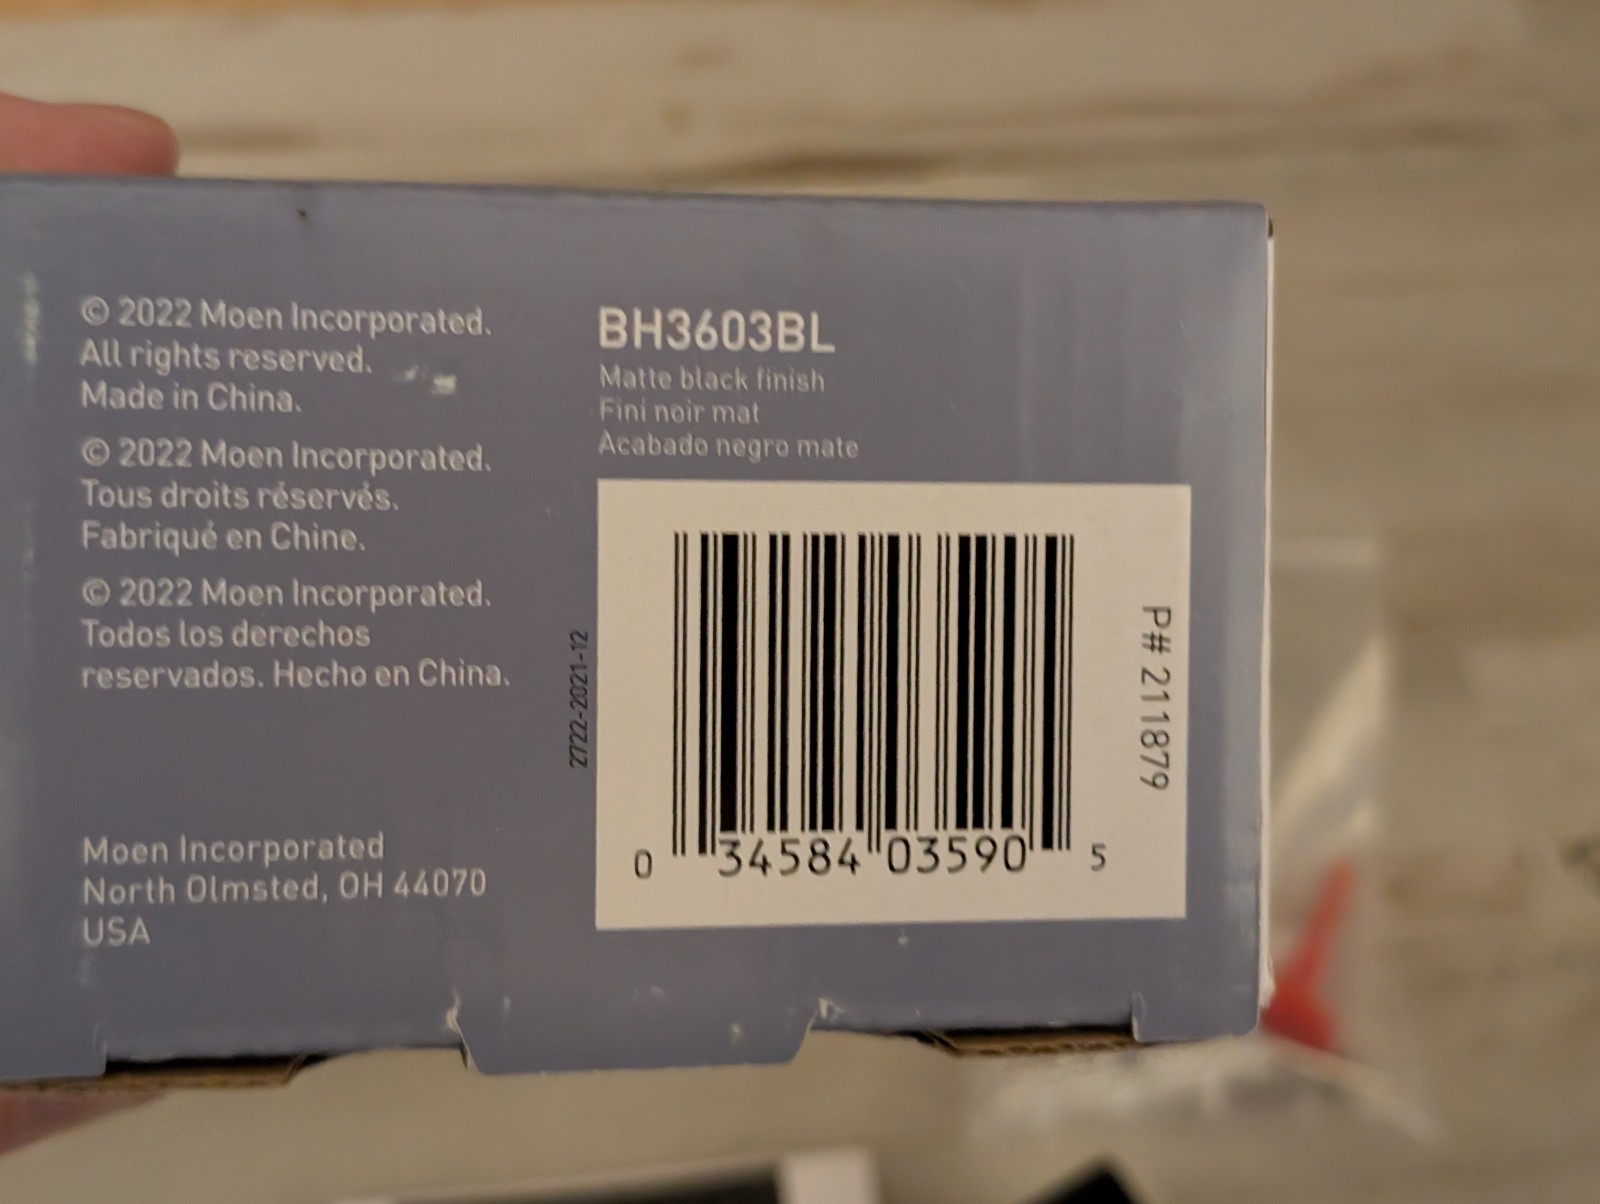 © 2022 Moen Incorporated.
All rights reserved.
Made in China.
© 2022 Moen Incorporated.
Tous droits réservés.
Fabriqué en Chine.
© 2022 Moen Incorporated.
Todos los derechos
reservados. Hecho en China.
Moen Incorporated
North Olmsted, OH 44070
USA
BH3603BL
Matte black finish
Fini noir mat
Acabado negro mate
2722-2021-12
0 34584 03590 5
P# 211879